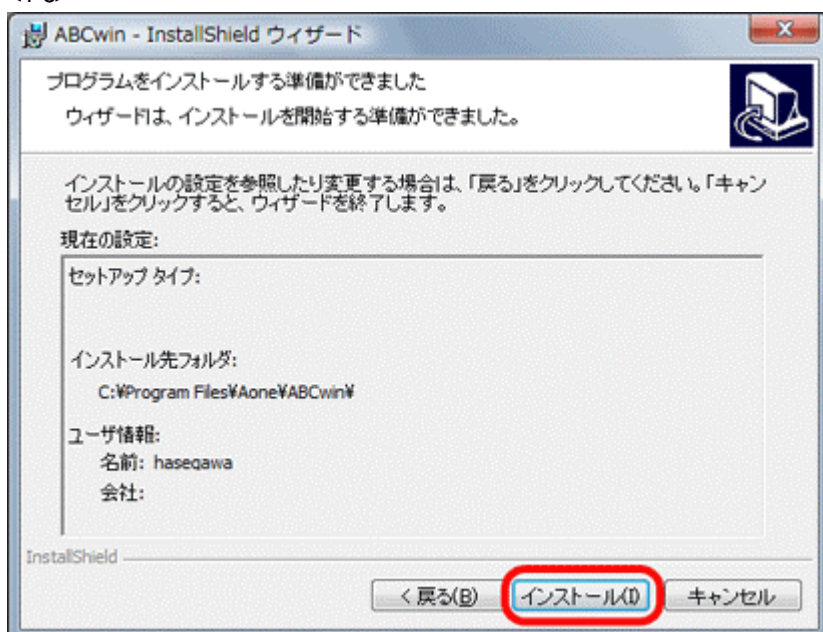 ABCwin - InstallShield ウィザード
プログラムをインストールする準備ができました
ウィザードは、インストールを開始する準備ができました。
インストールの設定を参照したり変更する場合は、「戻る」をクリックしてください。「キャン
セル」をクリックすると、ウィザードを終了します。
現在の設定:
セットアップ タイプ:
インストール先フォルダ:
C:¥Program Files¥Aone¥ABCwin¥
ユーザ情報:
名前: hasegawa
会社:
InstallShield
< 戻る(B) インストール(I) キャンセル